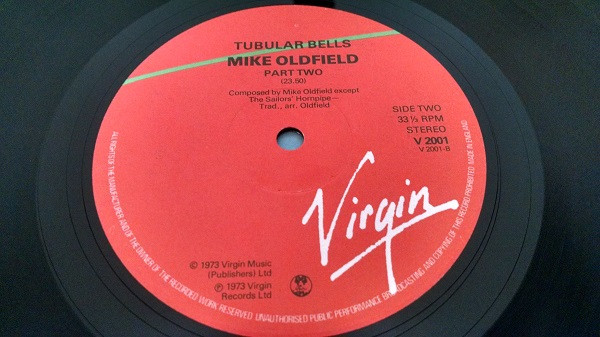 TUBULAR BELLS
MIKE OLDFIELD
PART TWO
(23.50)
Composed by Mike Oldfield except
The Sailors' Hornpipe—
Trad., arr. Oldfield
SIDE TWO
33⅓ RPM
STEREO
V 2001
V 2001-B
Virgin
© 1973 Virgin Music
(Publishers) Ltd
℗ 1973 Virgin
Records Ltd
ALL RIGHTS OF THE MANUFACTURER AND OF THE OWNER OF THE RECORDED WORK RESERVED UNAUTHORISED PUBLIC PERFORMANCE BROADCASTING AND COPYING OF THIS RECORD PROHIBITED MADE IN ENGLAND